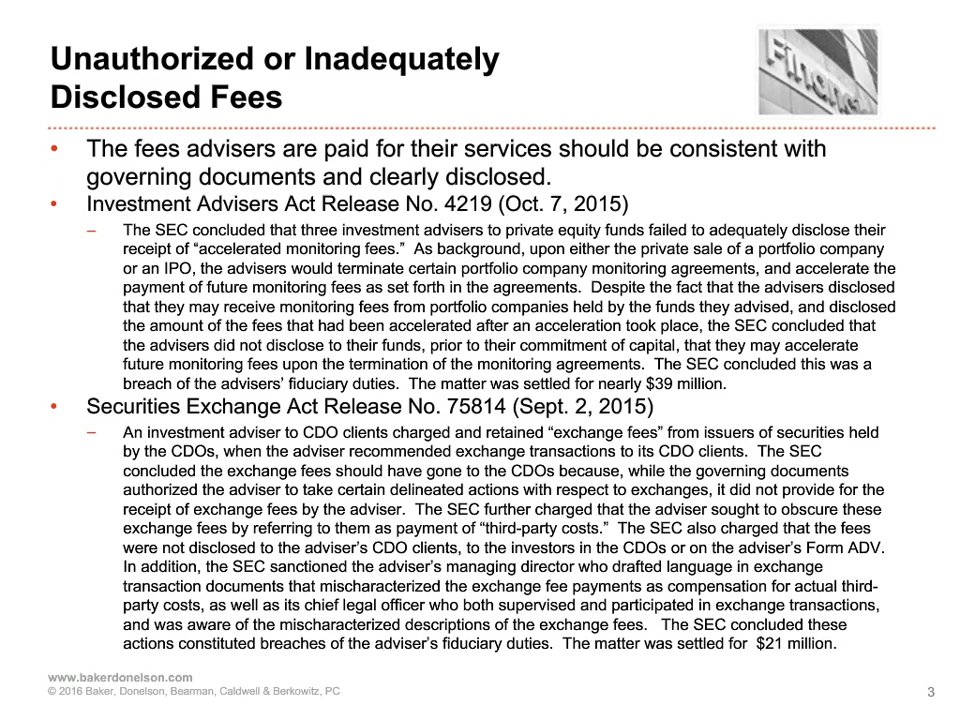 Unauthorized or Inadequately
Disclosed Fees
Financial
• The fees advisers are paid for their services should be consistent with
governing documents and clearly disclosed.
• Investment Advisers Act Release No. 4219 (Oct. 7, 2015)
– The SEC concluded that three investment advisers to private equity funds failed to adequately disclose their
receipt of “accelerated monitoring fees.”  As background, upon either the private sale of a portfolio company
or an IPO, the advisers would terminate certain portfolio company monitoring agreements, and accelerate the
payment of future monitoring fees as set forth in the agreements.  Despite the fact that the advisers disclosed
that they may receive monitoring fees from portfolio companies held by the funds they advised, and disclosed
the amount of the fees that had been accelerated after an acceleration took place, the SEC concluded that
the advisers did not disclose to their funds, prior to their commitment of capital, that they may accelerate
future monitoring fees upon the termination of the monitoring agreements.  The SEC concluded this was a
breach of the advisers’ fiduciary duties.  The matter was settled for nearly $39 million.
• Securities Exchange Act Release No. 75814 (Sept. 2, 2015)
– An investment adviser to CDO clients charged and retained “exchange fees” from issuers of securities held
by the CDOs, when the adviser recommended exchange transactions to its CDO clients.  The SEC
concluded the exchange fees should have gone to the CDOs because, while the governing documents
authorized the adviser to take certain delineated actions with respect to exchanges, it did not provide for the
receipt of exchange fees by the adviser.  The SEC further charged that the adviser sought to obscure these
exchange fees by referring to them as payment of “third-party costs.”  The SEC also charged that the fees
were not disclosed to the adviser’s CDO clients, to the investors in the CDOs or on the adviser’s Form ADV.
In addition, the SEC sanctioned the adviser’s managing director who drafted language in exchange
transaction documents that mischaracterized the exchange fee payments as compensation for actual third-
party costs, as well as its chief legal officer who both supervised and participated in exchange transactions,
and was aware of the mischaracterized descriptions of the exchange fees.   The SEC concluded these
actions constituted breaches of the adviser’s fiduciary duties.  The matter was settled for  $21 million.
www.bakerdonelson.com
© 2016 Baker, Donelson, Bearman, Caldwell & Berkowitz, PC
3